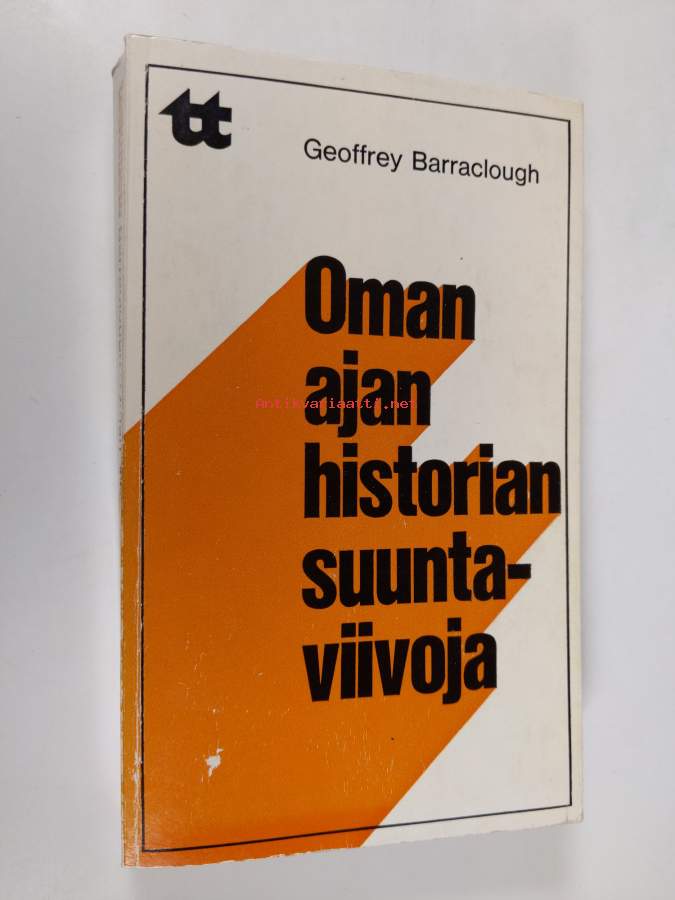 tt
Geoffrey Barraclough
Oman
ajan
Antikvariaatti.net
historian
suunta-
viivoja